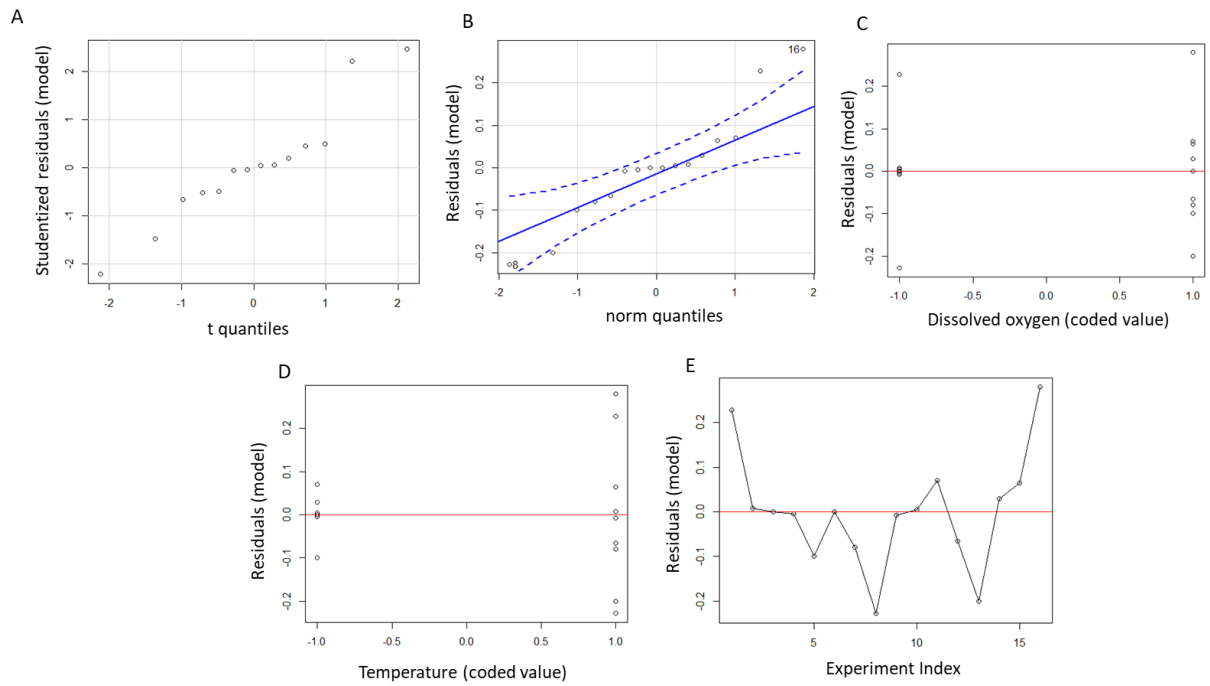 A
Studentized residuals (model)
2
1
0
-1
-2
-2 -1 0 1 2
t quantiles
B
Residuals (model)
0.2
0.1
0.0
-0.1
-0.2
16
8
-2 -1 0 1 2
norm quantiles
C
Residuals (model)
0.2
0.1
0.0
-0.1
-0.2
-1.0 -0.5 0.0 0.5 1.0
Dissolved oxygen (coded value)
D
Residuals (model)
0.2
0.1
0.0
-0.1
-0.2
-1.0 -0.5 0.0 0.5 1.0
Temperature (coded value)
E
Residuals (model)
0.2
0.1
0.0
-0.1
-0.2
5 10 15
Experiment Index